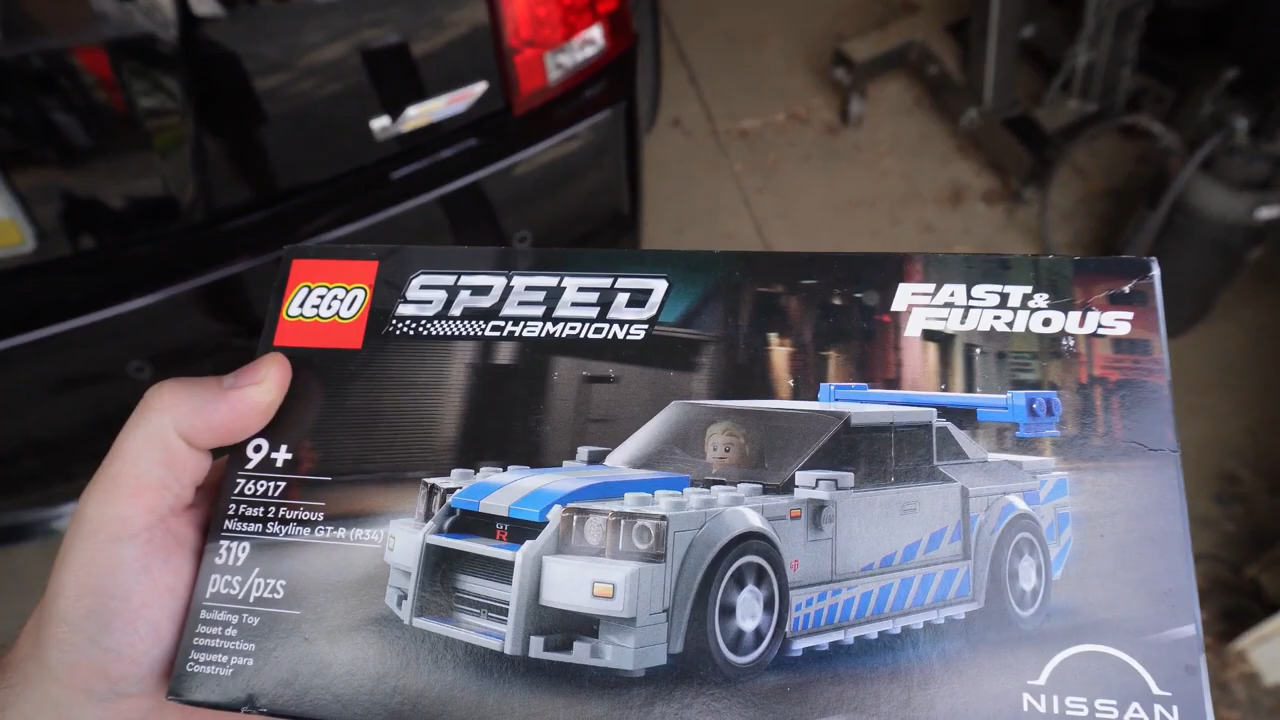 LEGO
SPEED
CHAMPIONS
FAST &
FURIOUS
9+
76917
2 Fast 2 Furious
Nissan Skyline GT-R (R34)
319
pcs/pzs
Building Toy
Jouet de
construction
Juguete para
Construir
GT
R
NISSAN